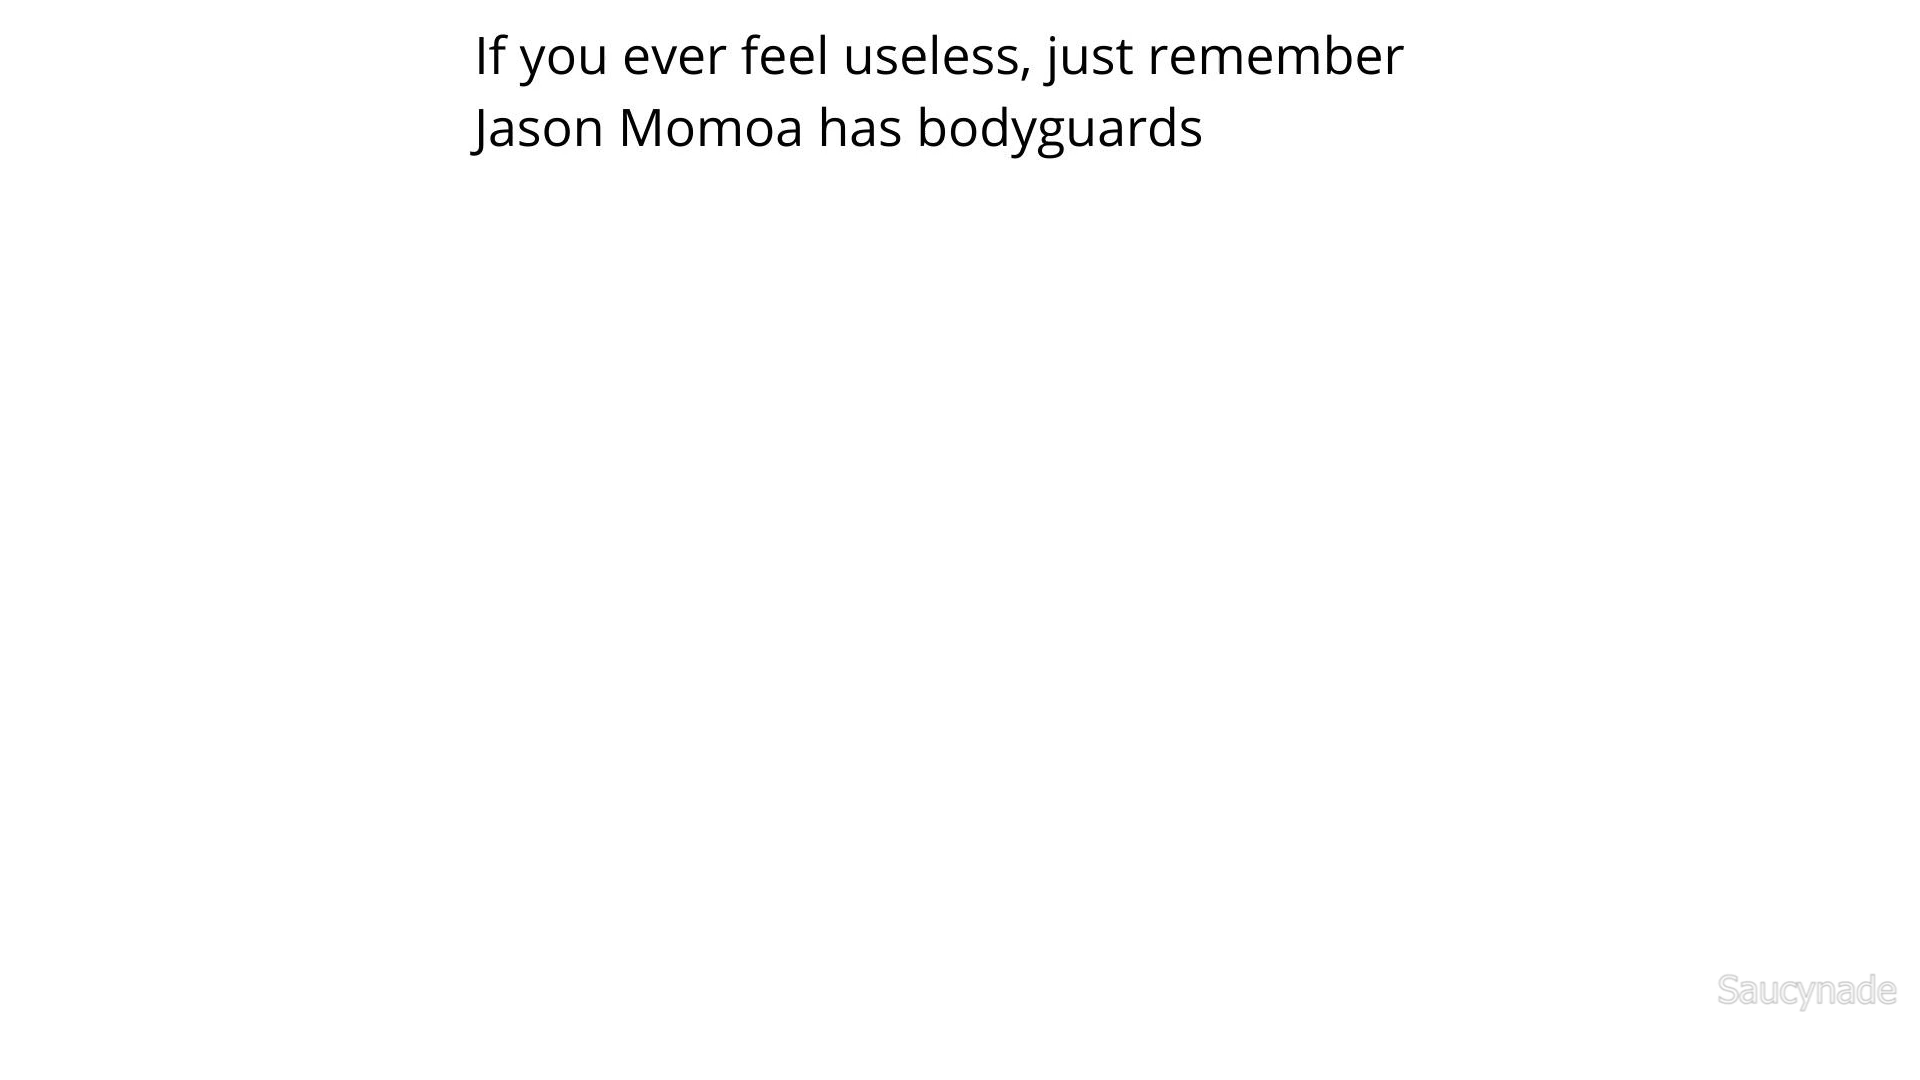 If you ever feel useless, just remember
Jason Momoa has bodyguards
Saucynade